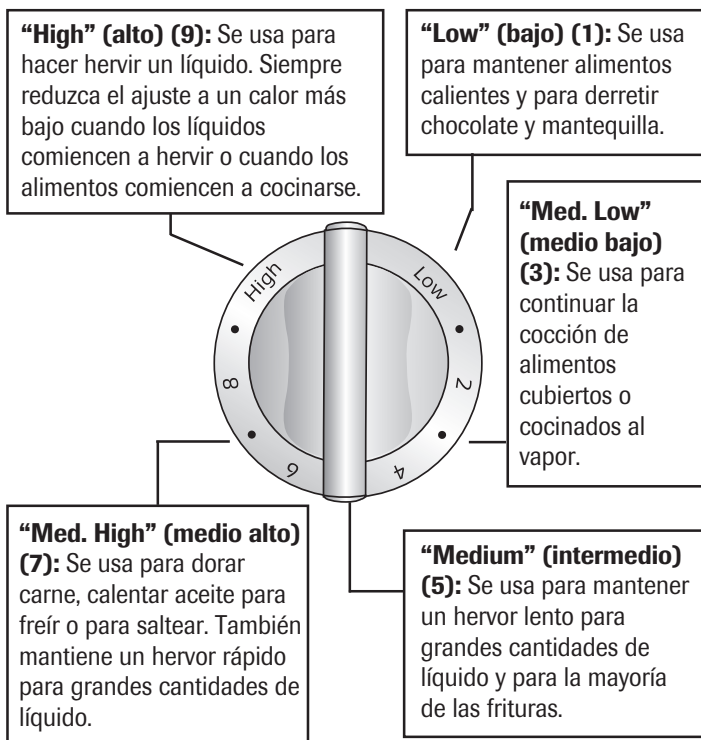 “High” (alto) (9): Se usa para
hacer hervir un líquido. Siempre
reduzca el ajuste a un calor más
bajo cuando los líquidos
comiencen a hervir o cuando los
alimentos comiencen a cocinarse.
“Low” (bajo) (1): Se usa
para mantener alimentos
calientes y para derretir
chocolate y mantequilla.
“Med. Low”
(medio bajo)
(3): Se usa para
continuar la
cocción de
alimentos
cubiertos o
cocinados al
vapor.
High
Low
8
2
6
4
“Med. High” (medio alto)
(7): Se usa para dorar
carne, calentar aceite para
freír o para saltear. También
mantiene un hervor rápido
para grandes cantidades de
líquido.
“Medium” (intermedio)
(5): Se usa para mantener
un hervor lento para
grandes cantidades de
líquido y para la mayoría
de las frituras.